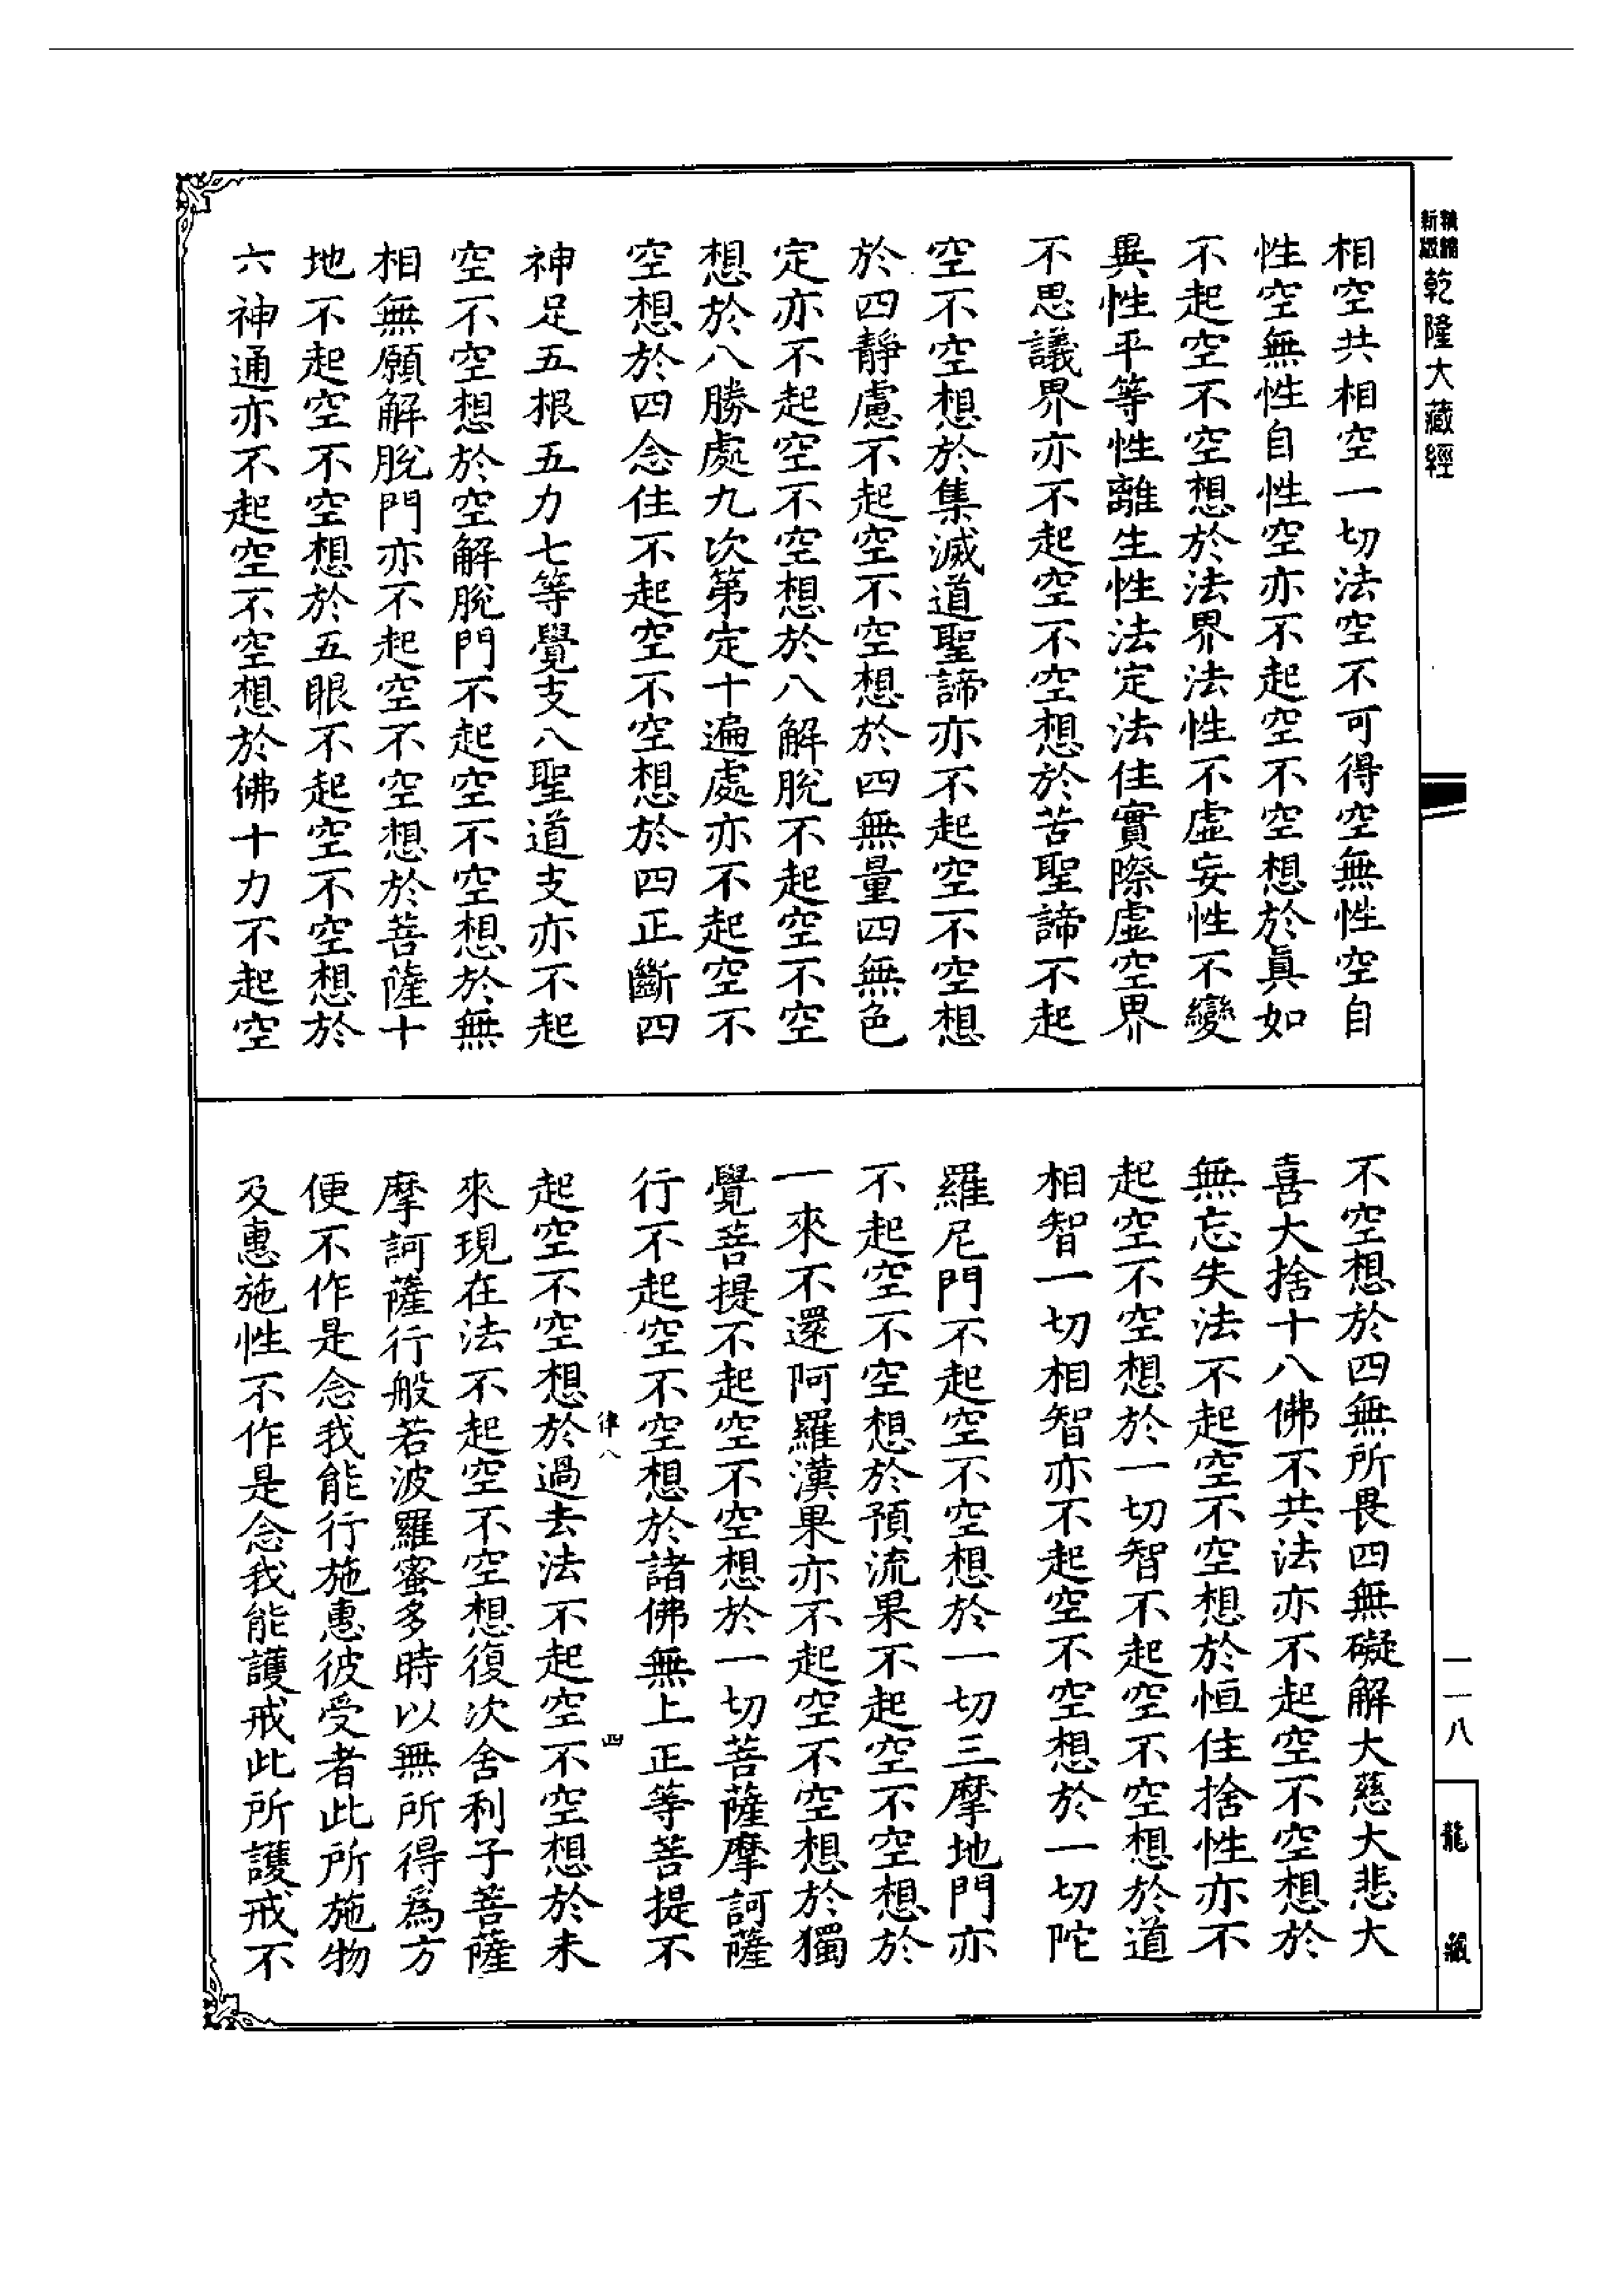 精縮
新版
乾隆大藏經
相空共相空一切法空不可得空無性空自
性空無性自性空亦不起空不空想於真如
不起空不空想於法界法性不虛妄性不變
異性平等性離生性法定法住實際虛空界
不思議界亦不起空不空想於苦聖諦不起
空不空想於集滅道聖諦亦不起空不空想
於四靜慮不起空不空想於四無量四無色
定亦不起空不空想於八解脫不起空不空
想於八勝處九次第定十遍處亦不起空不
空想於四念住不起空不空想於四正斷四
神足五根五力七等覺支八聖道支亦不起
空不空想於空解脫門不起空不空想於無
相無願解脫門亦不起空不空想於菩薩十
地不起空不空想於五眼不起空不空想於
六神通亦不起空不空想於佛十力不起空
不空想於四無所畏四無礙解大慈大悲大
喜大捨十八佛不共法亦不起空不空想於
無忘失法不起空不空想於恒住捨性亦不
起空不空想於一切智不起空不空想於道
相智一切相智亦不起空不空想於一切陀
羅尼門不起空不空想於一切三摩地門亦
不起空不空想於預流果不起空不空想於
一來不還阿羅漢果亦不起空不空想於獨
覺菩提不起空不空想於一切菩薩摩訶薩
行不起空不空想於諸佛無上正等菩提不
律八 四
起空不空想於過去法不起空不空想於未
來現在法不起空不空想復次舍利子菩薩
摩訶薩行般若波羅蜜多時以無所得為方
便不作是念我能行施惠彼受者此所施物
及惠施性不作是念我能護戒此所護戒不
一一八
龍藏